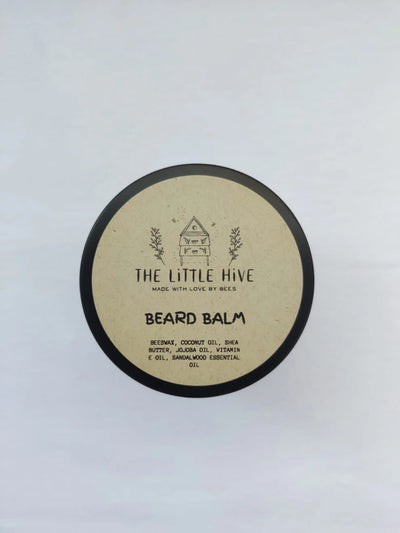 THE LiTTLE HiVE
MADE WITH LOVE BY BEES
BEARD BALM
BEESWAX, COCONUT OIL, SHEA
BUTTER, JOJOBA OIL, VITAMIN
E OIL, SANDALWOOD ESSENTIAL
OIL